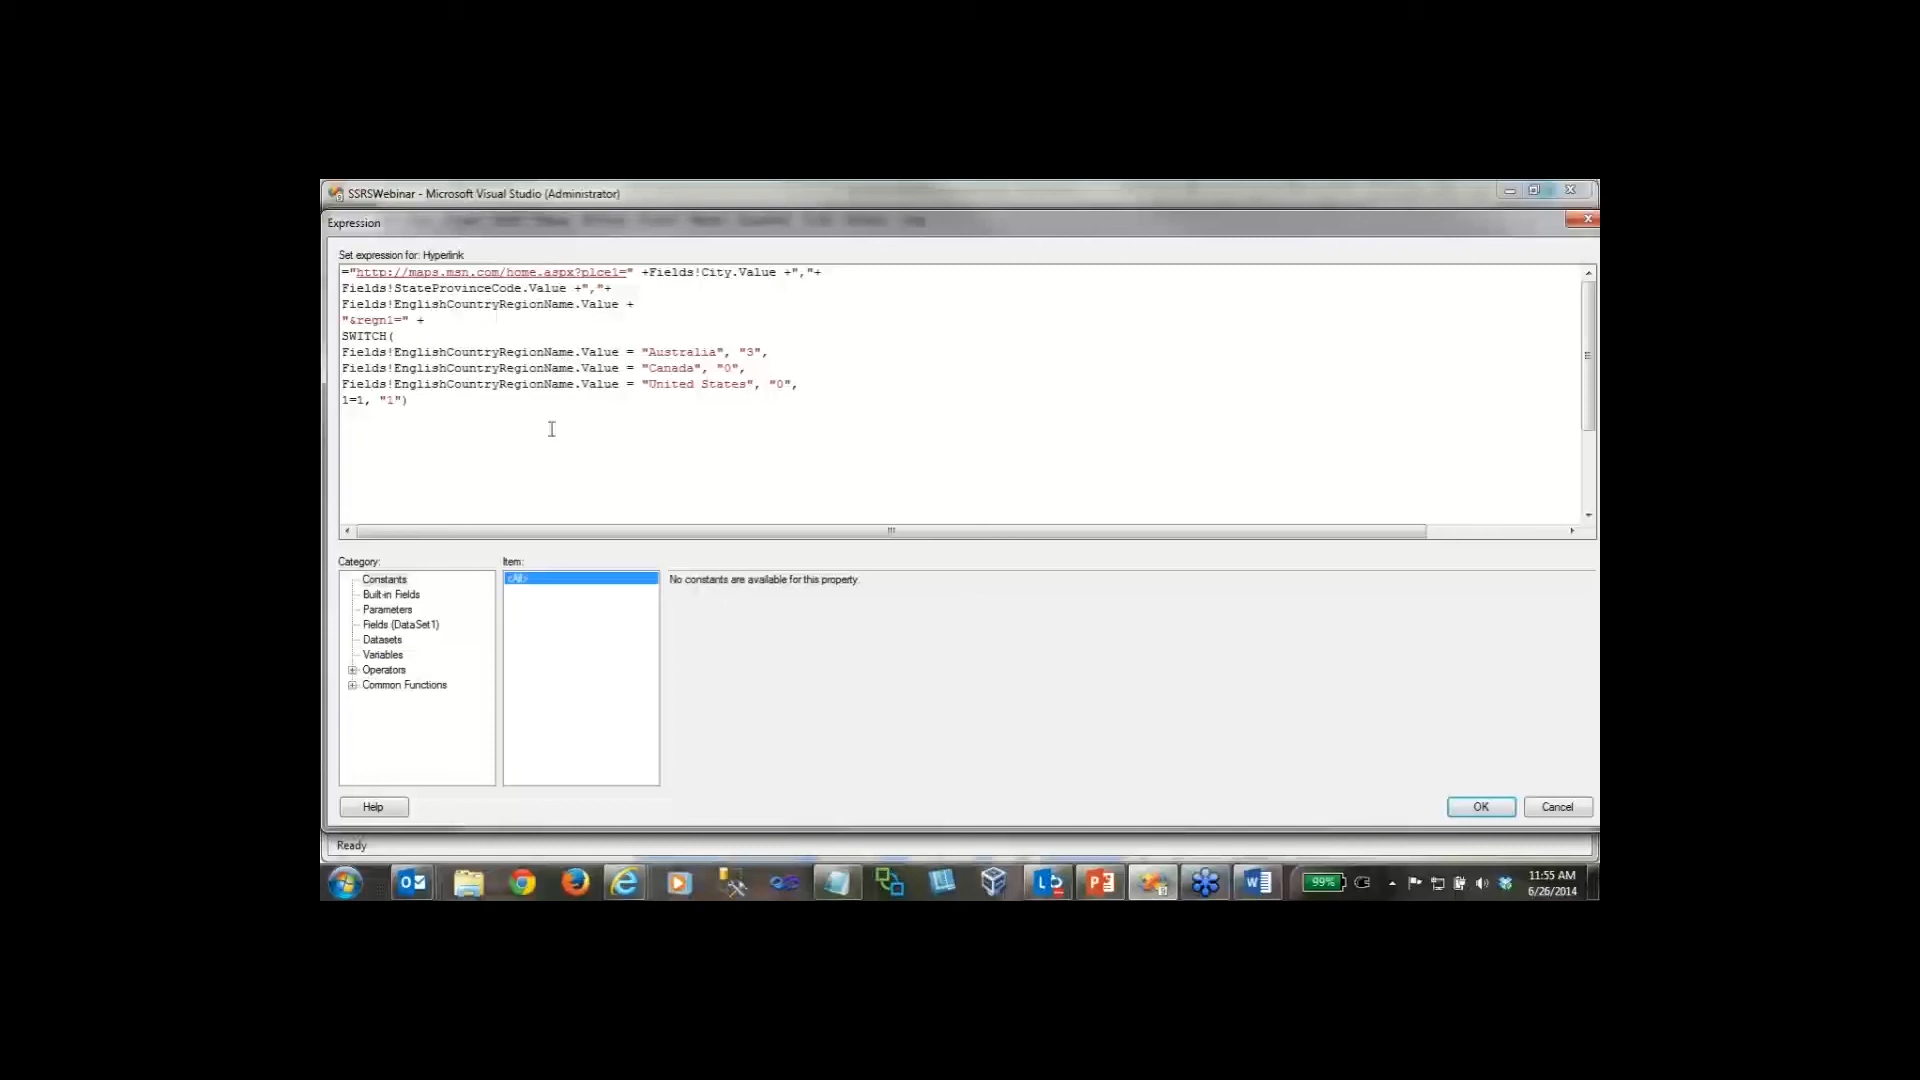 SSRSWebinar - Microsoft Visual Studio (Administrator)
Expression
Set expression for: Hyperlink
="http://maps.msn.com/home.aspx?plce1=" +Fields!City.Value +","+
Fields!StateProvinceCode.Value +","+
Fields!EnglishCountryRegionName.Value +
"&regn1=" +
SWITCH(
Fields!EnglishCountryRegionName.Value = "Australia", "3",
Fields!EnglishCountryRegionName.Value = "Canada", "0",
Fields!EnglishCountryRegionName.Value = "United States", "0",
1=1, "1")
Category:
Item:
Constants
Built-in Fields
Parameters
Fields (DataSet1)
Datasets
Variables
Operators
Common Functions
<All>
No constants are available for this property.
Help
OK
Cancel
Ready
99%
11:55 AM
6/26/2014